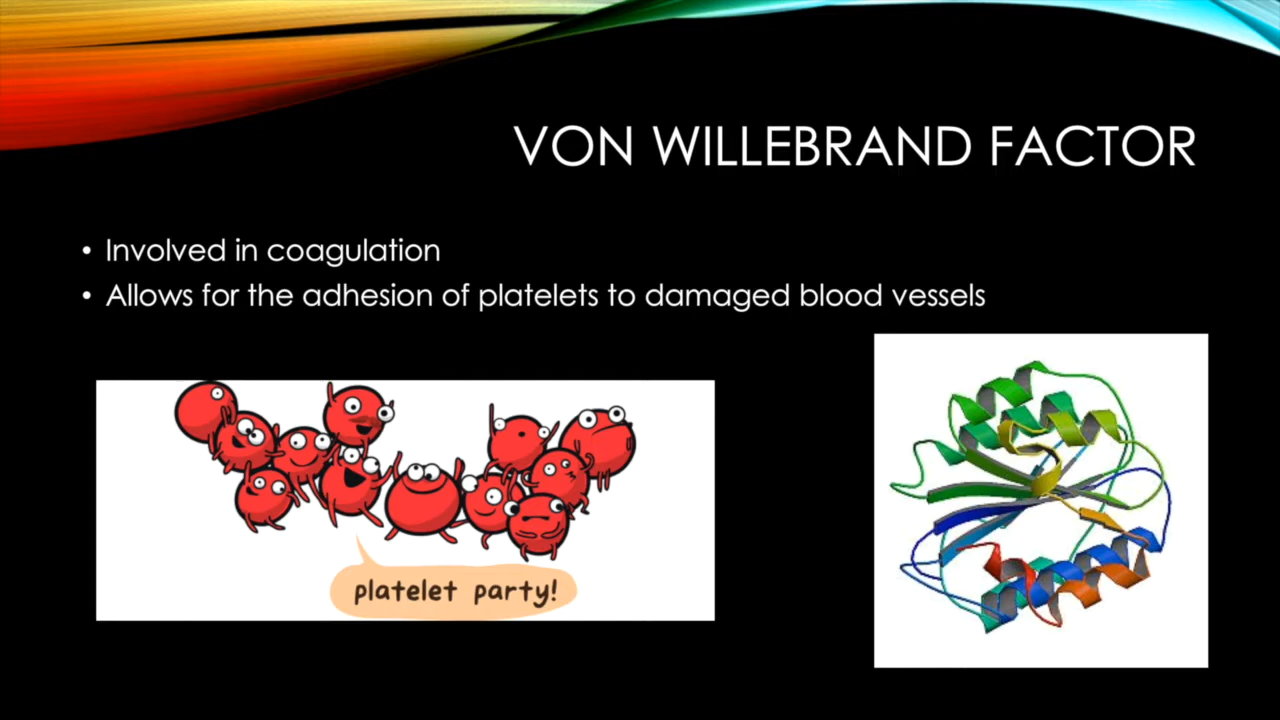 VON WILLEBRAND FACTOR
• Involved in coagulation
• Allows for the adhesion of platelets to damaged blood vessels
platelet party!